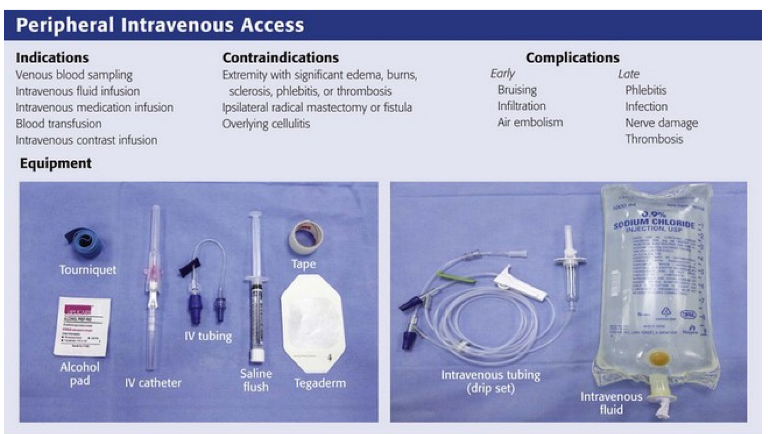 Peripheral Intravenous Access
Indications
Venous blood sampling
Intravenous fluid infusion
Intravenous medication infusion
Blood transfusion
Intravenous contrast infusion
Contraindications
Extremity with significant edema, burns,
sclerosis, phlebitis, or thrombosis
Ipsilateral radical mastectomy or fistula
Overlying cellulitis
Complications
Early
Bruising
Infiltration
Air embolism
Late
Phlebitis
Infection
Nerve damage
Thrombosis
Equipment
Tourniquet
Alcohol
pad
IV catheter
IV tubing
Saline
flush
Tape
Tegaderm
Intravenous tubing
(drip set)
0.9%
SODIUM CHLORIDE
INJECTION, USP
Intravenous
fluid